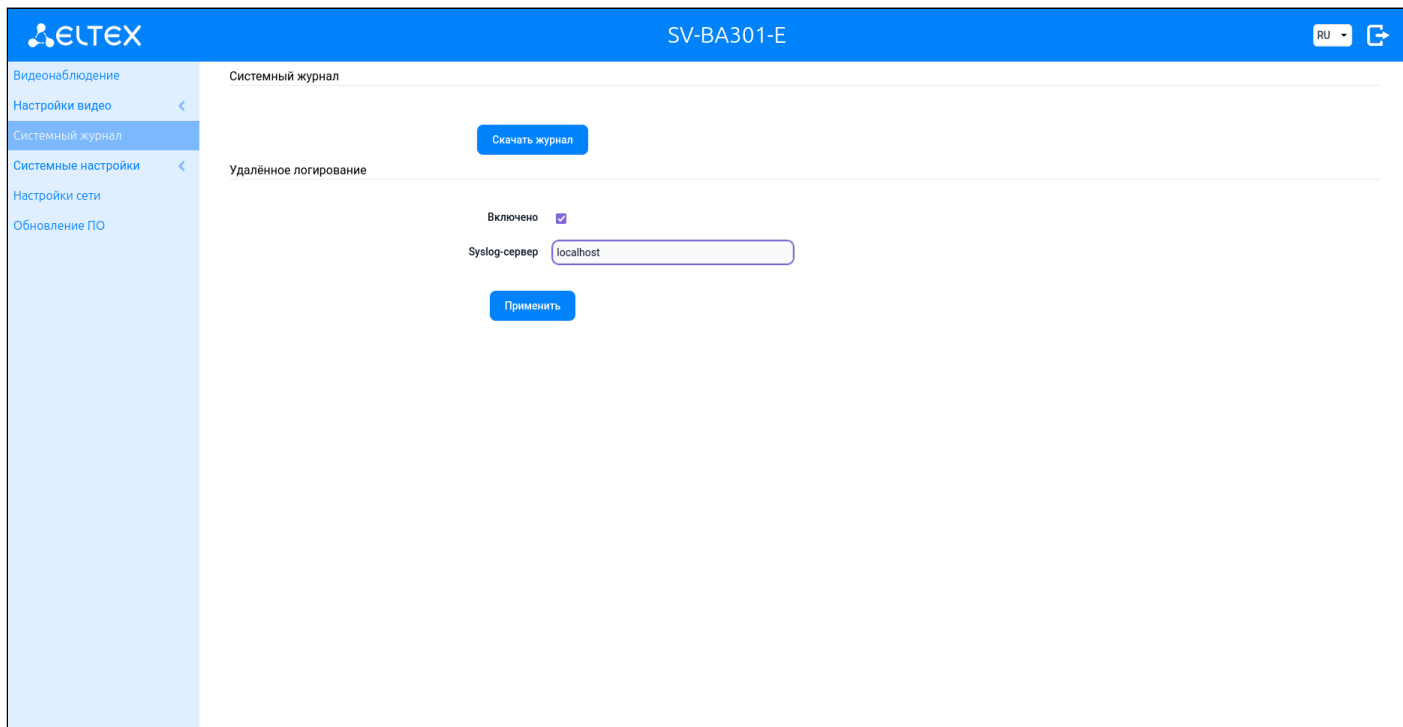 ELTEX
SV-BA301-E
RU
Видеонаблюдение
Настройки видео
Системный журнал
Системные настройки
Настройки сети
Обновление ПО
Системный журнал
Скачать журнал
Удалённое логирование
Включено
Syslog-сервер localhost
Применить